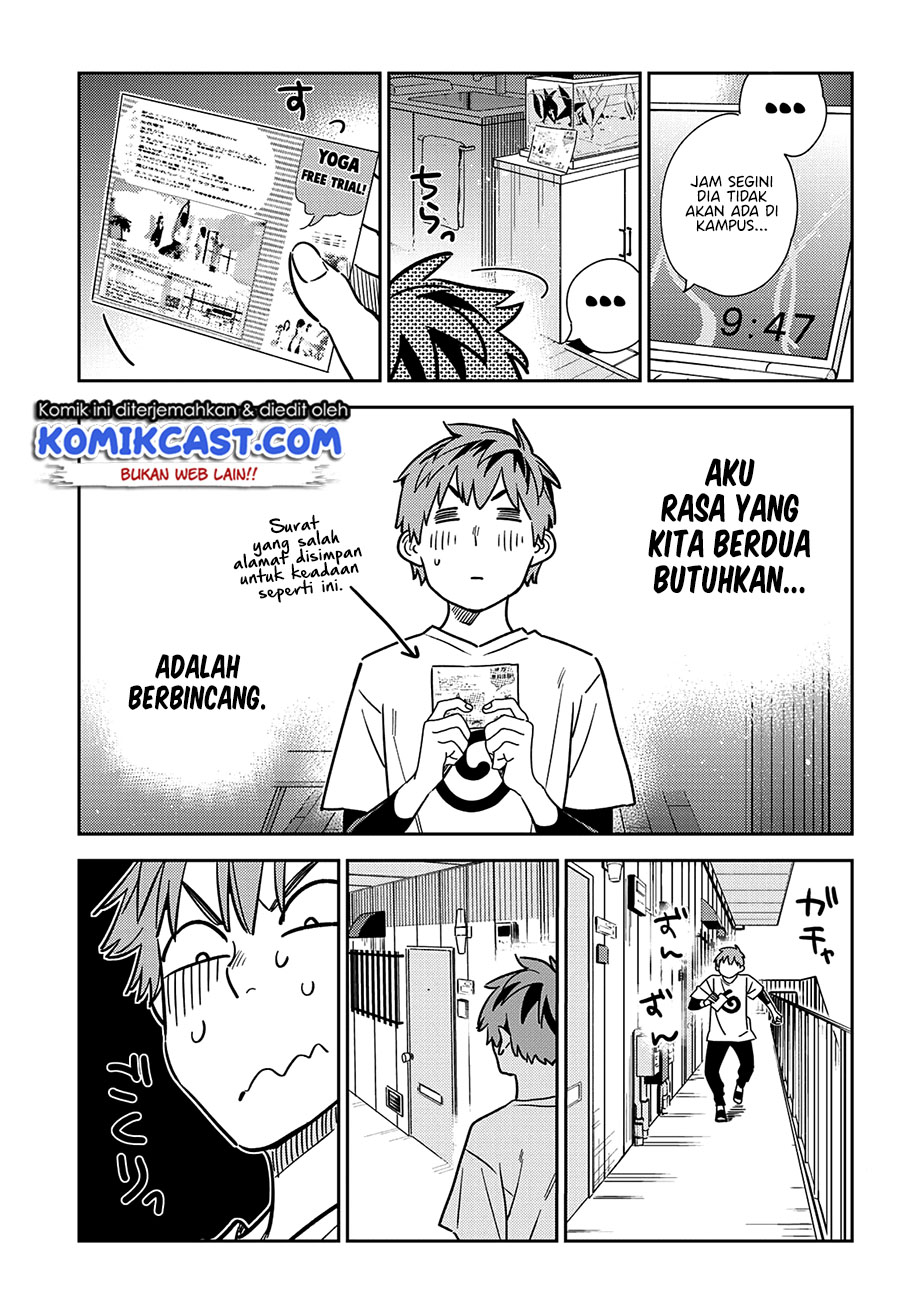 ...
JAM SEGINI
DIA TIDAK
AKAN ADA DI
KAMPUS...
9:47
...
ちらっ
す
YOGA
FREE TRIAL!
Komik ini diterjemahkan & diedit oleh
KOMIKCAST.COM
BUKAN WEB LAIN!!
AKU
RASA YANG
KITA BERDUA
BUTUHKAN...
Surat
yang salah
alamat disimpan
untuk keadaan
seperti ini.
ADALAH
BERBINCANG.
ガチャ
ずん
ずん